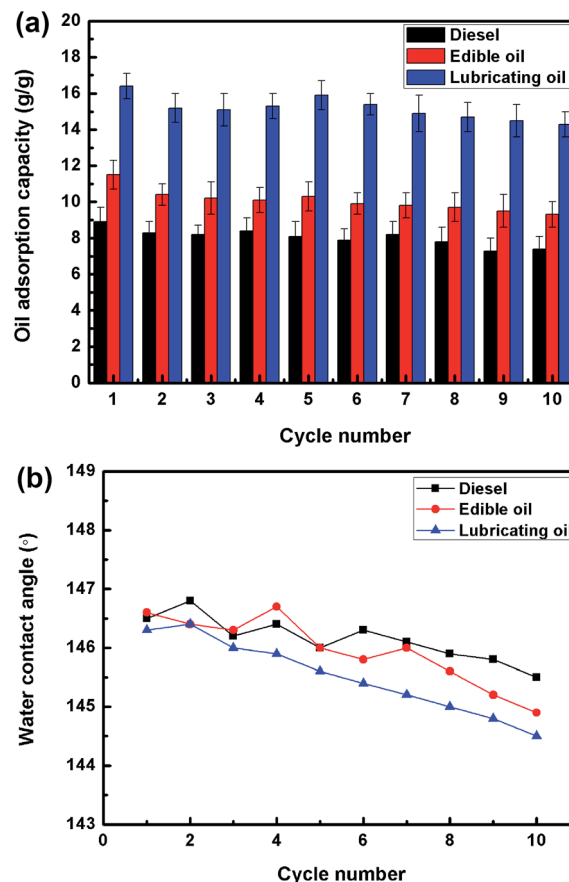 (a)
Diesel
Edible oil
Lubricating oil
Oil adsorption capacity (g/g)
20
18
16
14
12
10
8
6
4
2
0
1 2 3 4 5 6 7 8 9 10
Cycle number
(b)
Diesel
Edible oil
Lubricating oil
Water contact angle (○)
149
148
147
146
145
144
143
0 2 4 6 8 10
Cycle number